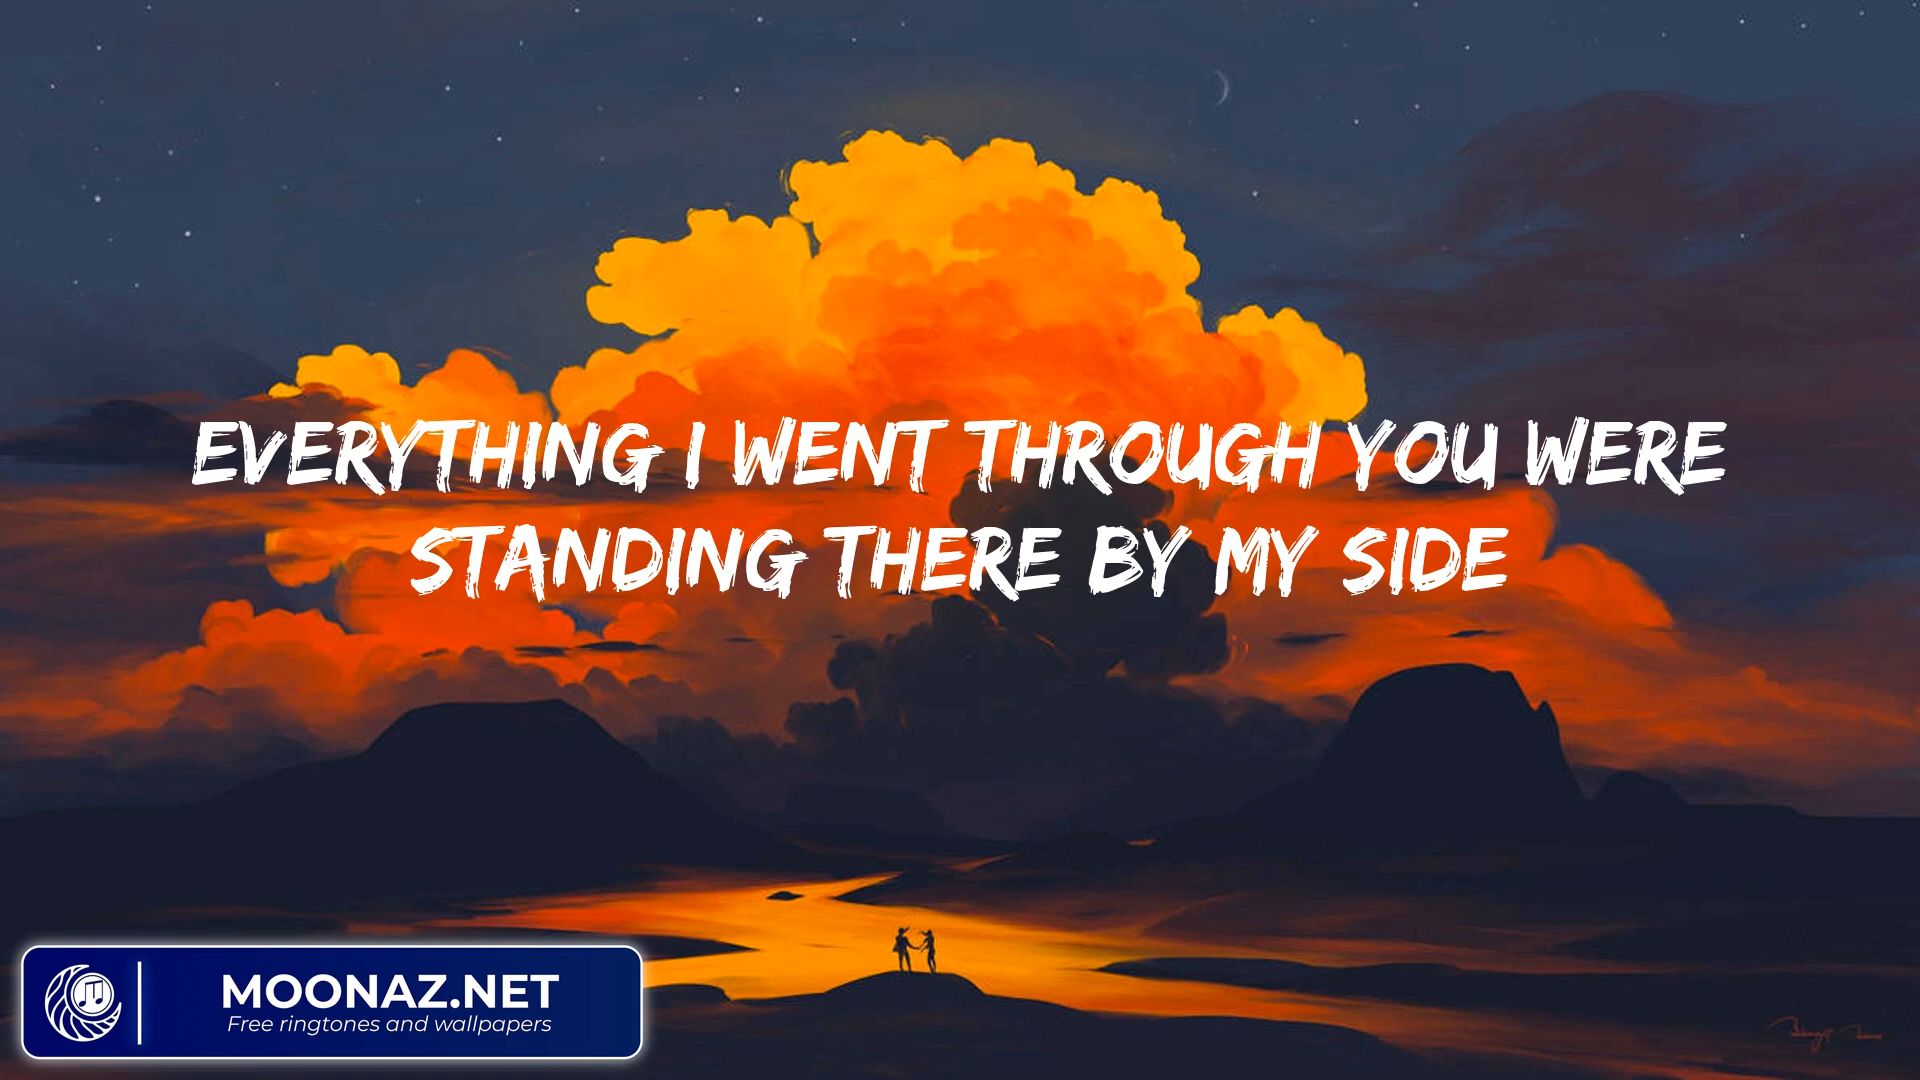 EVERYTHING I WENT THROUGH YOU WERE
STANDING THERE BY MY SIDE
MOONAZ.NET
Free ringtones and wallpapers